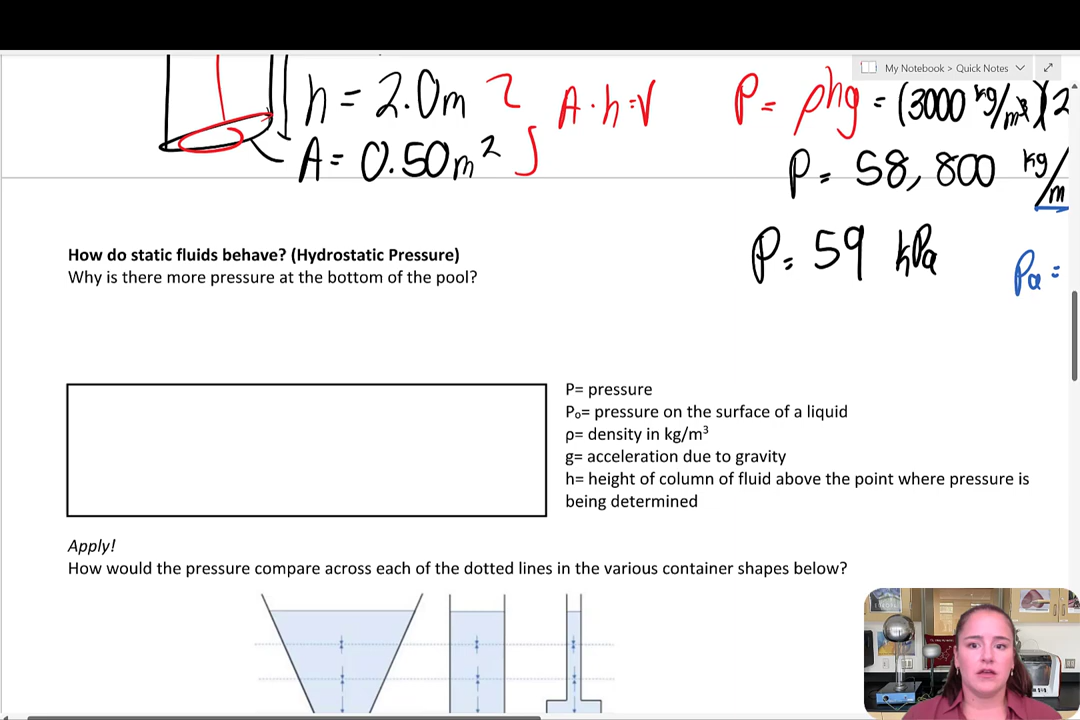 My Notebook > Quick Notes
h = 2.0m
A = 0.50m²
A·h=V
P = ρhg = (3000 kg/m³)(2
P = 58,800 kg/m
P = 59 kPa
Pa =
How do static fluids behave? (Hydrostatic Pressure)
Why is there more pressure at the bottom of the pool?
P= pressure
P₀= pressure on the surface of a liquid
ρ= density in kg/m³
g= acceleration due to gravity
h= height of column of fluid above the point where pressure is
being determined
Apply!
How would the pressure compare across each of the dotted lines in the various container shapes below?